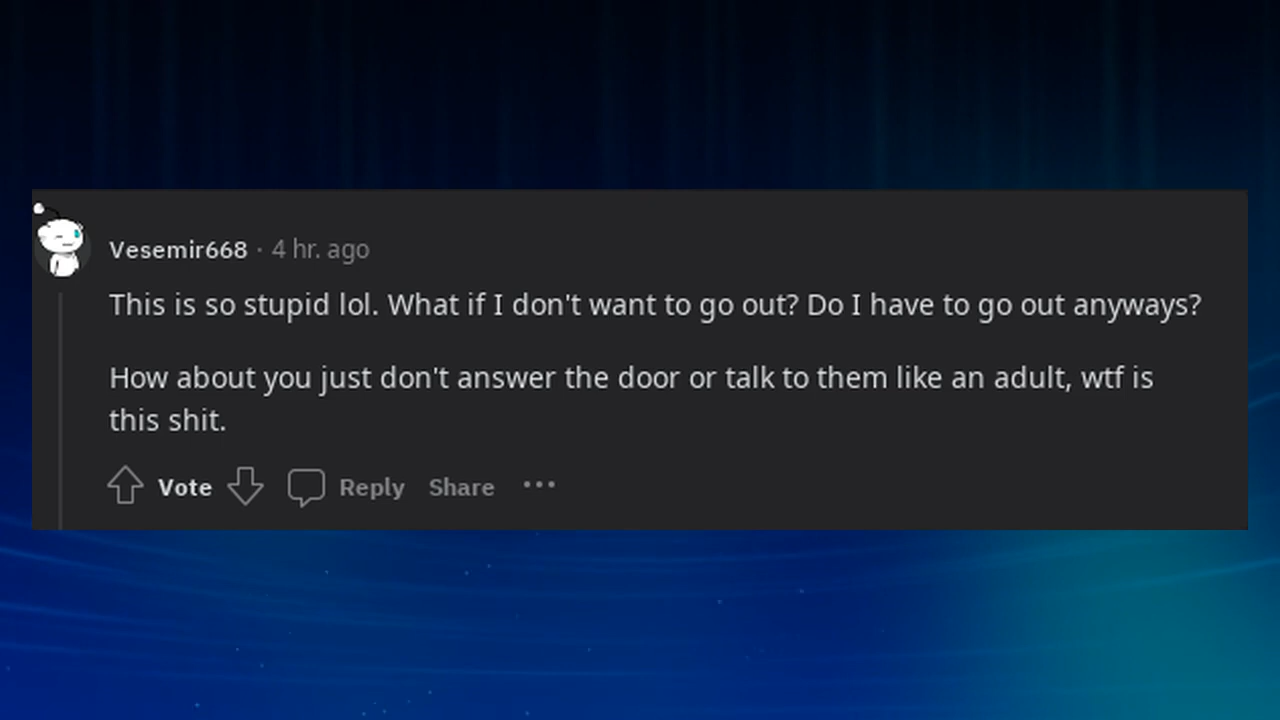 Vesemir668 · 4 hr. ago
This is so stupid lol. What if I don't want to go out? Do I have to go out anyways?
How about you just don't answer the door or talk to them like an adult, wtf is
this shit.
Vote Reply Share ···